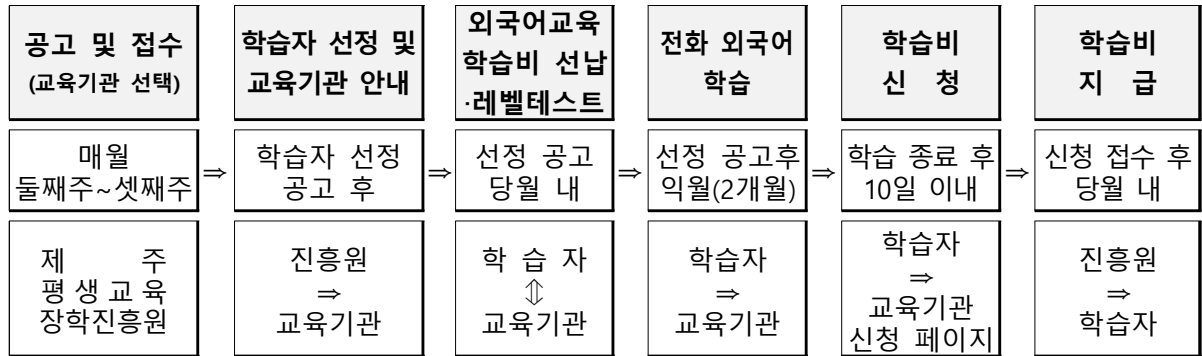 공고 및 접수
(교육기관 선택)
학습자 선정 및
교육기관 안내
외국어교육
학습비 선납
·레벨테스트
전화 외국어
학습
학습비
신 청
학습비
지 급
매월
둘째주~셋째주
⇒
학습자 선정
공고 후
⇒
선정 공고
당월 내
⇒
선정 공고후
익월(2개월)
⇒
학습 종료 후
10일 이내
⇒
신청 접수 후
당월 내
제 주
평 생 교 육
장학진흥원
진흥원
⇒
교육기관
학 습 자
⇕
교육기관
학습자
⇒
교육기관
학습자
⇒
교육기관
신청 페이지
진흥원
⇒
학습자